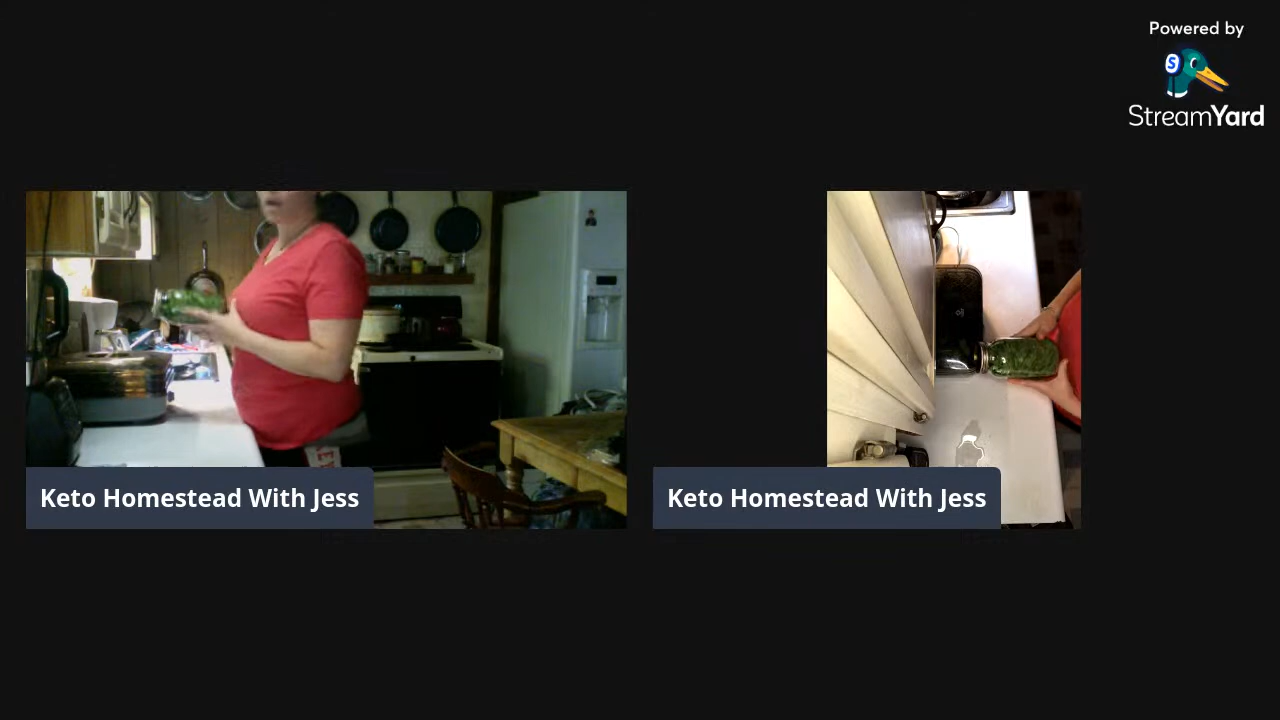 Powered by
S
StreamYard
Keto Homestead With Jess
Keto Homestead With Jess